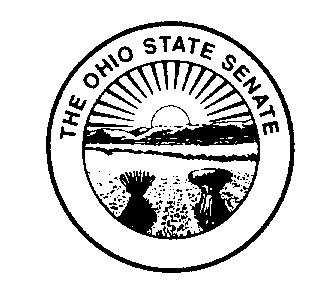 THE OHIO STATE SENATE